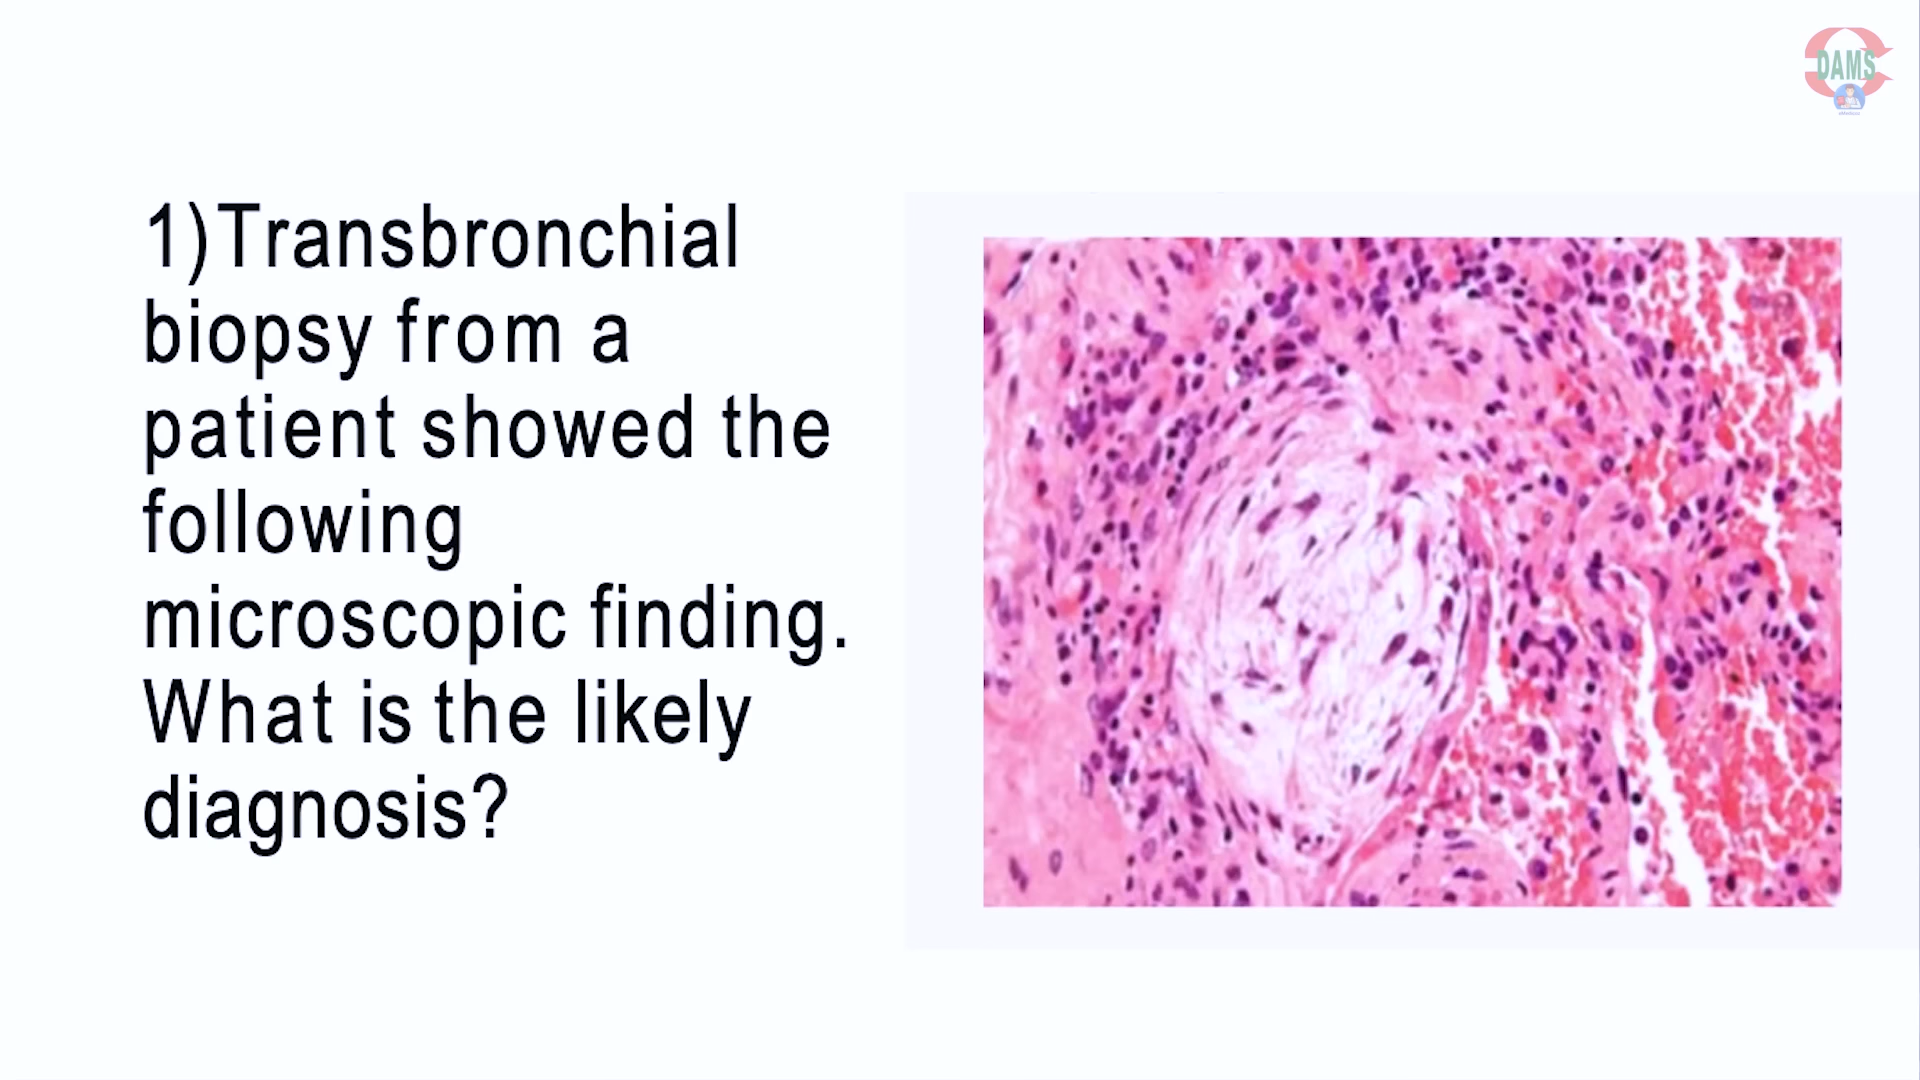 DAMS
1)Transbronchial
biopsy from a
patient showed the
following
microscopic finding.
What is the likely
diagnosis?